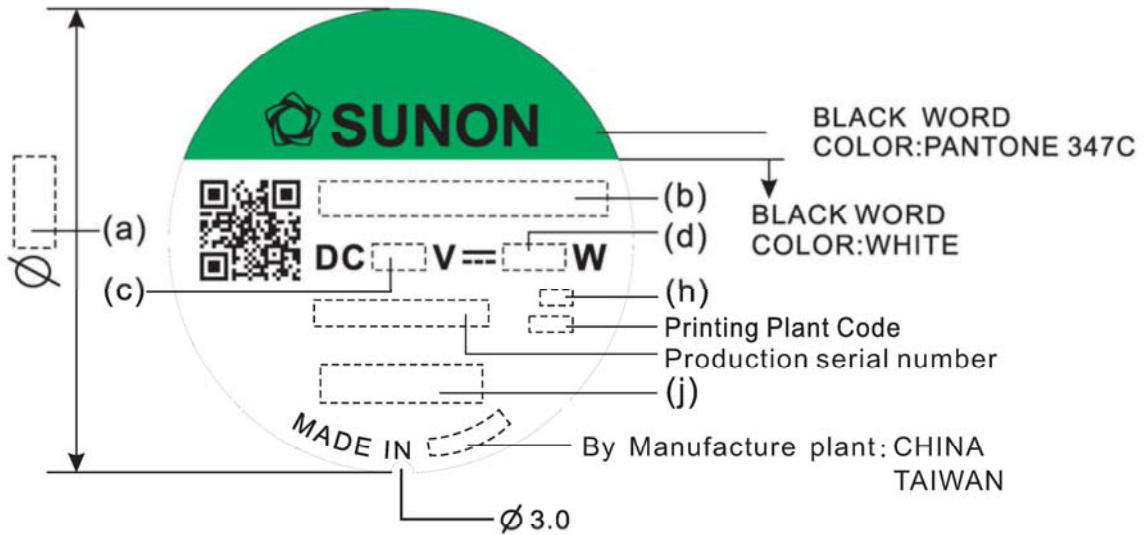 SUNON
BLACK WORD
COLOR:PANTONE 347C
(b)
BLACK WORD
COLOR:WHITE
(a)
Ø
DC V W
(d)
(c)
(h)
Printing Plant Code
Production serial number
(j)
MADE IN
By Manufacture plant: CHINA
TAIWAN
Ø 3.0